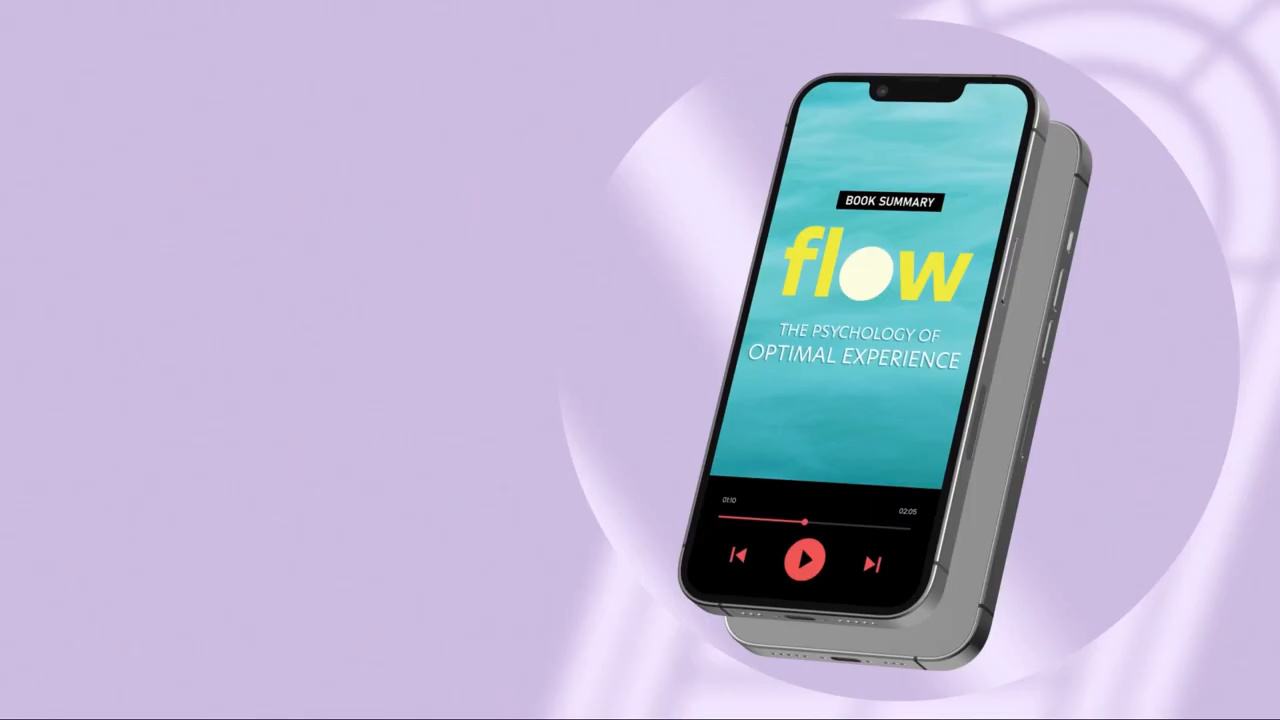 BOOK SUMMARY
flow
THE PSYCHOLOGY OF
OPTIMAL EXPERIENCE
01:10
02:05